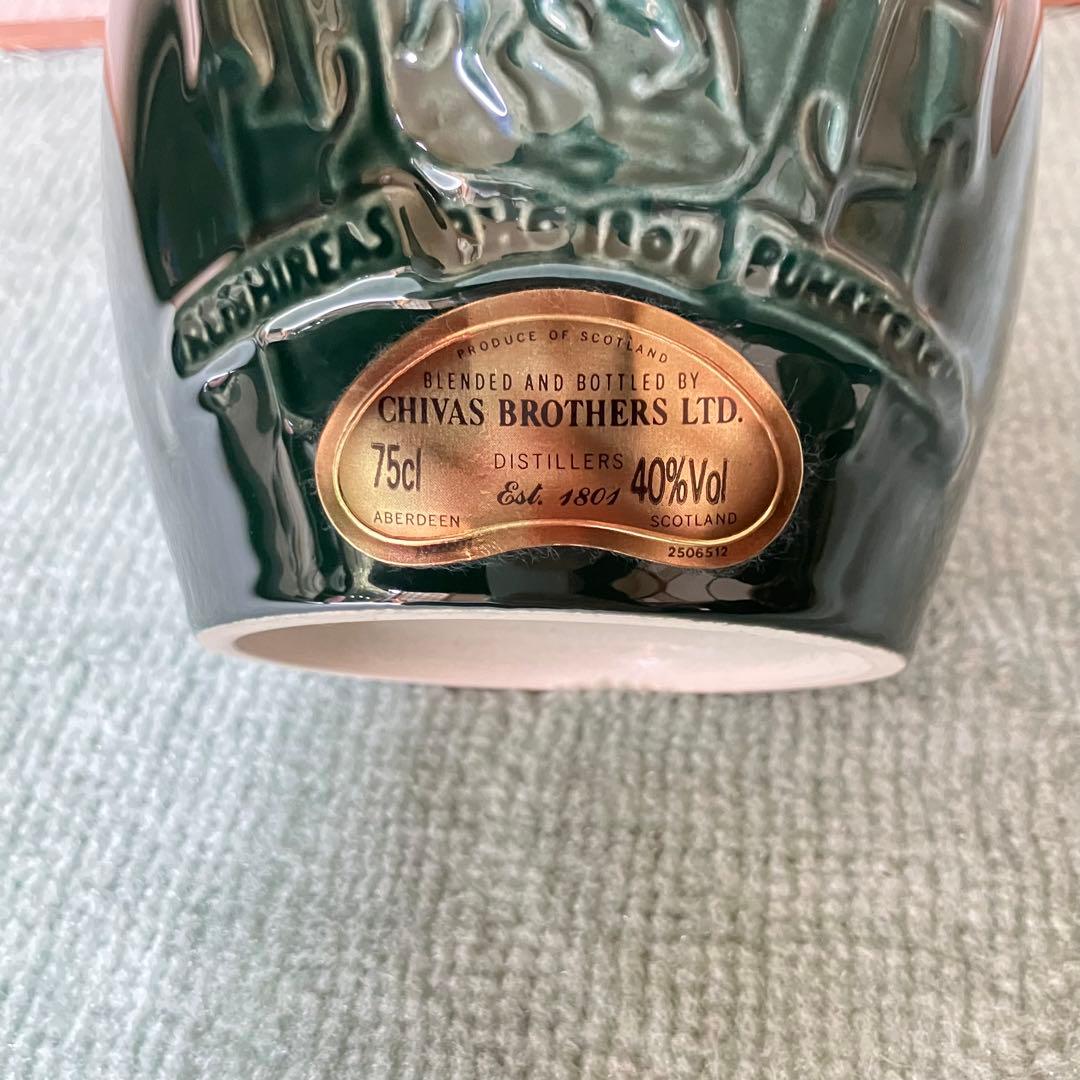 PRODUCE OF SCOTLAND
BLENDED AND BOTTLED BY
CHIVAS BROTHERS LTD.
75cl DISTILLERS 40%Vol
Est. 1801
ABERDEEN SCOTLAND
2506512